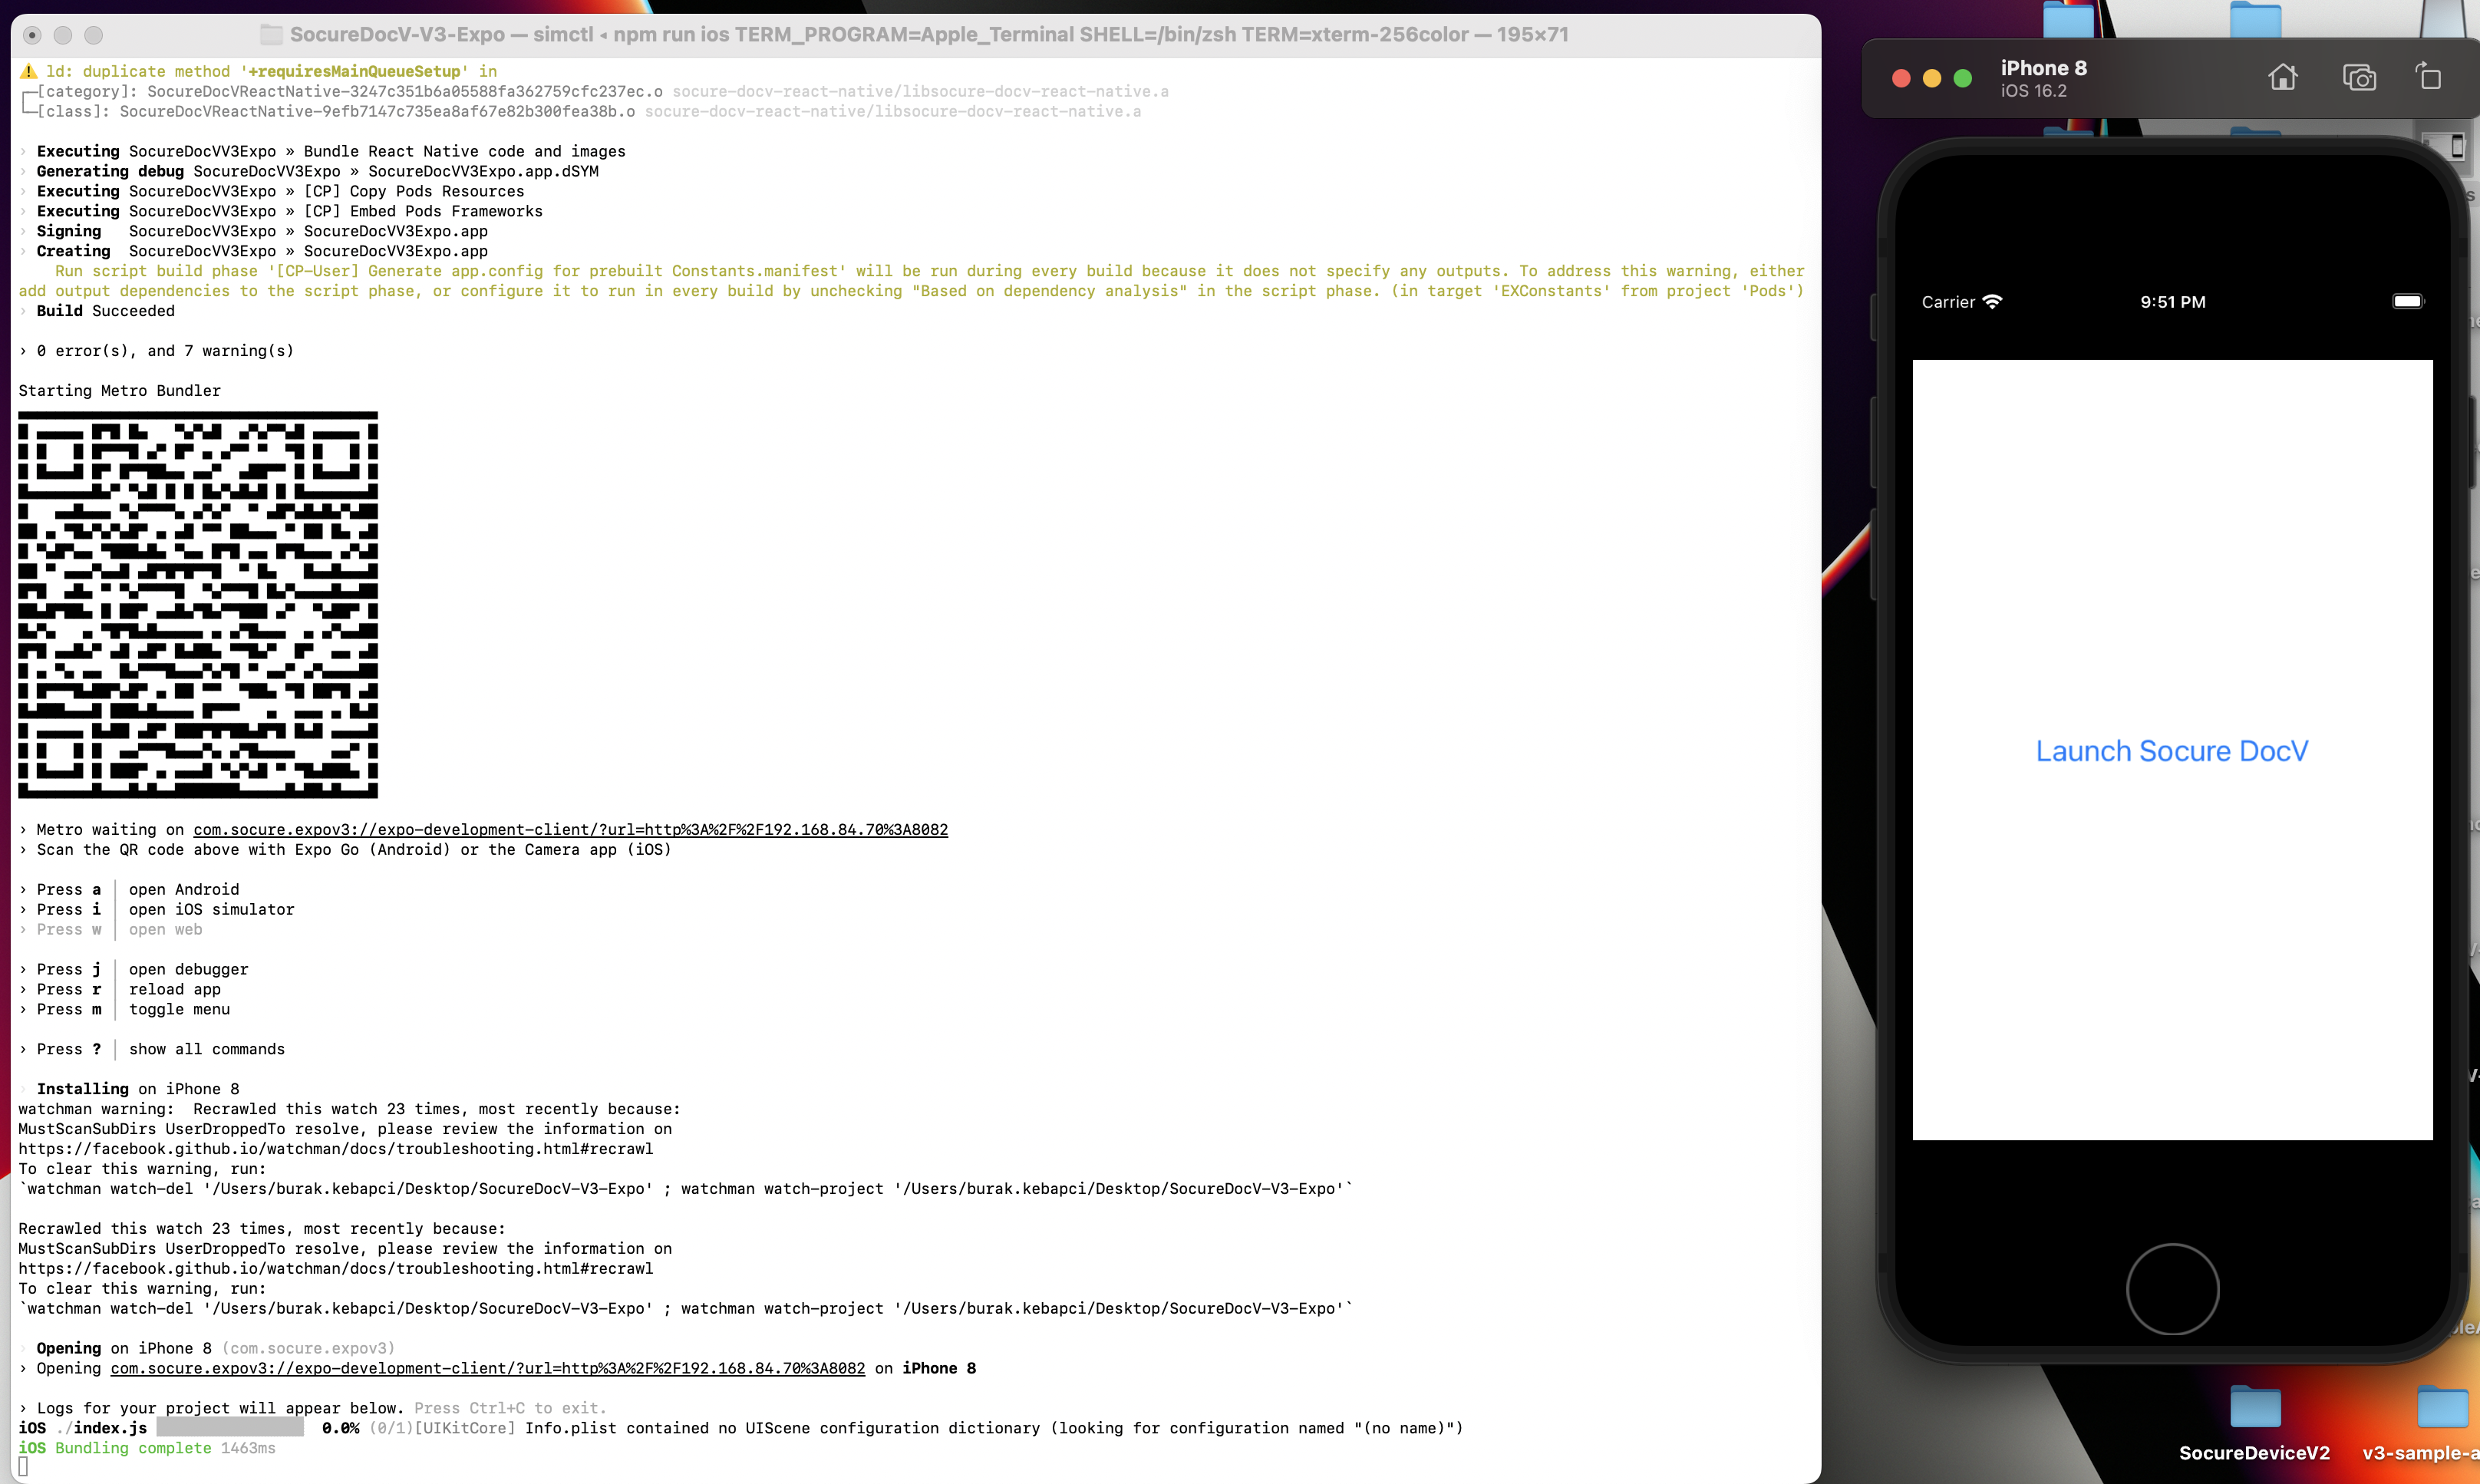 SocureDocV-V3-Expo — simctl ◂ npm run ios TERM_PROGRAM=Apple_Terminal SHELL=/bin/zsh TERM=xterm-256color — 195×71
⚠️ ld: duplicate method '+requiresMainQueueSetup' in
┌─[category]: SocureDocVReactNative-3247c351b6a05588fa362759cfc237ec.o socure-docv-react-native/libsocure-docv-react-native.a
└─[class]: SocureDocVReactNative-9efb7147c735ea8af67e82b300fea38b.o socure-docv-react-native/libsocure-docv-react-native.a
› Executing SocureDocVV3Expo » Bundle React Native code and images
› Generating debug SocureDocVV3Expo » SocureDocVV3Expo.app.dSYM
› Executing SocureDocVV3Expo » [CP] Copy Pods Resources
› Executing SocureDocVV3Expo » [CP] Embed Pods Frameworks
› Signing   SocureDocVV3Expo » SocureDocVV3Expo.app
› Creating  SocureDocVV3Expo » SocureDocVV3Expo.app
Run script build phase '[CP-User] Generate app.config for prebuilt Constants.manifest' will be run during every build because it does not specify any outputs. To address this warning, either
add output dependencies to the script phase, or configure it to run in every build by unchecking "Based on dependency analysis" in the script phase. (in target 'EXConstants' from project 'Pods')
› Build Succeeded
› 0 error(s), and 7 warning(s)
Starting Metro Bundler
› Metro waiting on com.socure.expov3://expo-development-client/?url=http%3A%2F%2F192.168.84.70%3A8082
› Scan the QR code above with Expo Go (Android) or the Camera app (iOS)
› Press a │ open Android
› Press i │ open iOS simulator
› Press w │ open web
› Press j │ open debugger
› Press r │ reload app
› Press m │ toggle menu
› Press ? │ show all commands
› Installing on iPhone 8
watchman warning:  Recrawled this watch 23 times, most recently because:
MustScanSubDirs UserDroppedTo resolve, please review the information on
https://facebook.github.io/watchman/docs/troubleshooting.html#recrawl
To clear this warning, run:
`watchman watch-del '/Users/burak.kebapci/Desktop/SocureDocV-V3-Expo' ; watchman watch-project '/Users/burak.kebapci/Desktop/SocureDocV-V3-Expo'`
Recrawled this watch 23 times, most recently because:
MustScanSubDirs UserDroppedTo resolve, please review the information on
https://facebook.github.io/watchman/docs/troubleshooting.html#recrawl
To clear this warning, run:
`watchman watch-del '/Users/burak.kebapci/Desktop/SocureDocV-V3-Expo' ; watchman watch-project '/Users/burak.kebapci/Desktop/SocureDocV-V3-Expo'`
› Opening on iPhone 8 (com.socure.expov3)
› Opening com.socure.expov3://expo-development-client/?url=http%3A%2F%2F192.168.84.70%3A8082 on iPhone 8
› Logs for your project will appear below. Press Ctrl+C to exit.
iOS ./index.js 0.0% (0/1)[UIKitCore] Info.plist contained no UIScene configuration dictionary (looking for configuration named "(no name)")
iOS Bundling complete 1463ms
iPhone 8
iOS 16.2
Carrier
9:51 PM
Launch Socure DocV
SocureDeviceV2
v3-sample-a